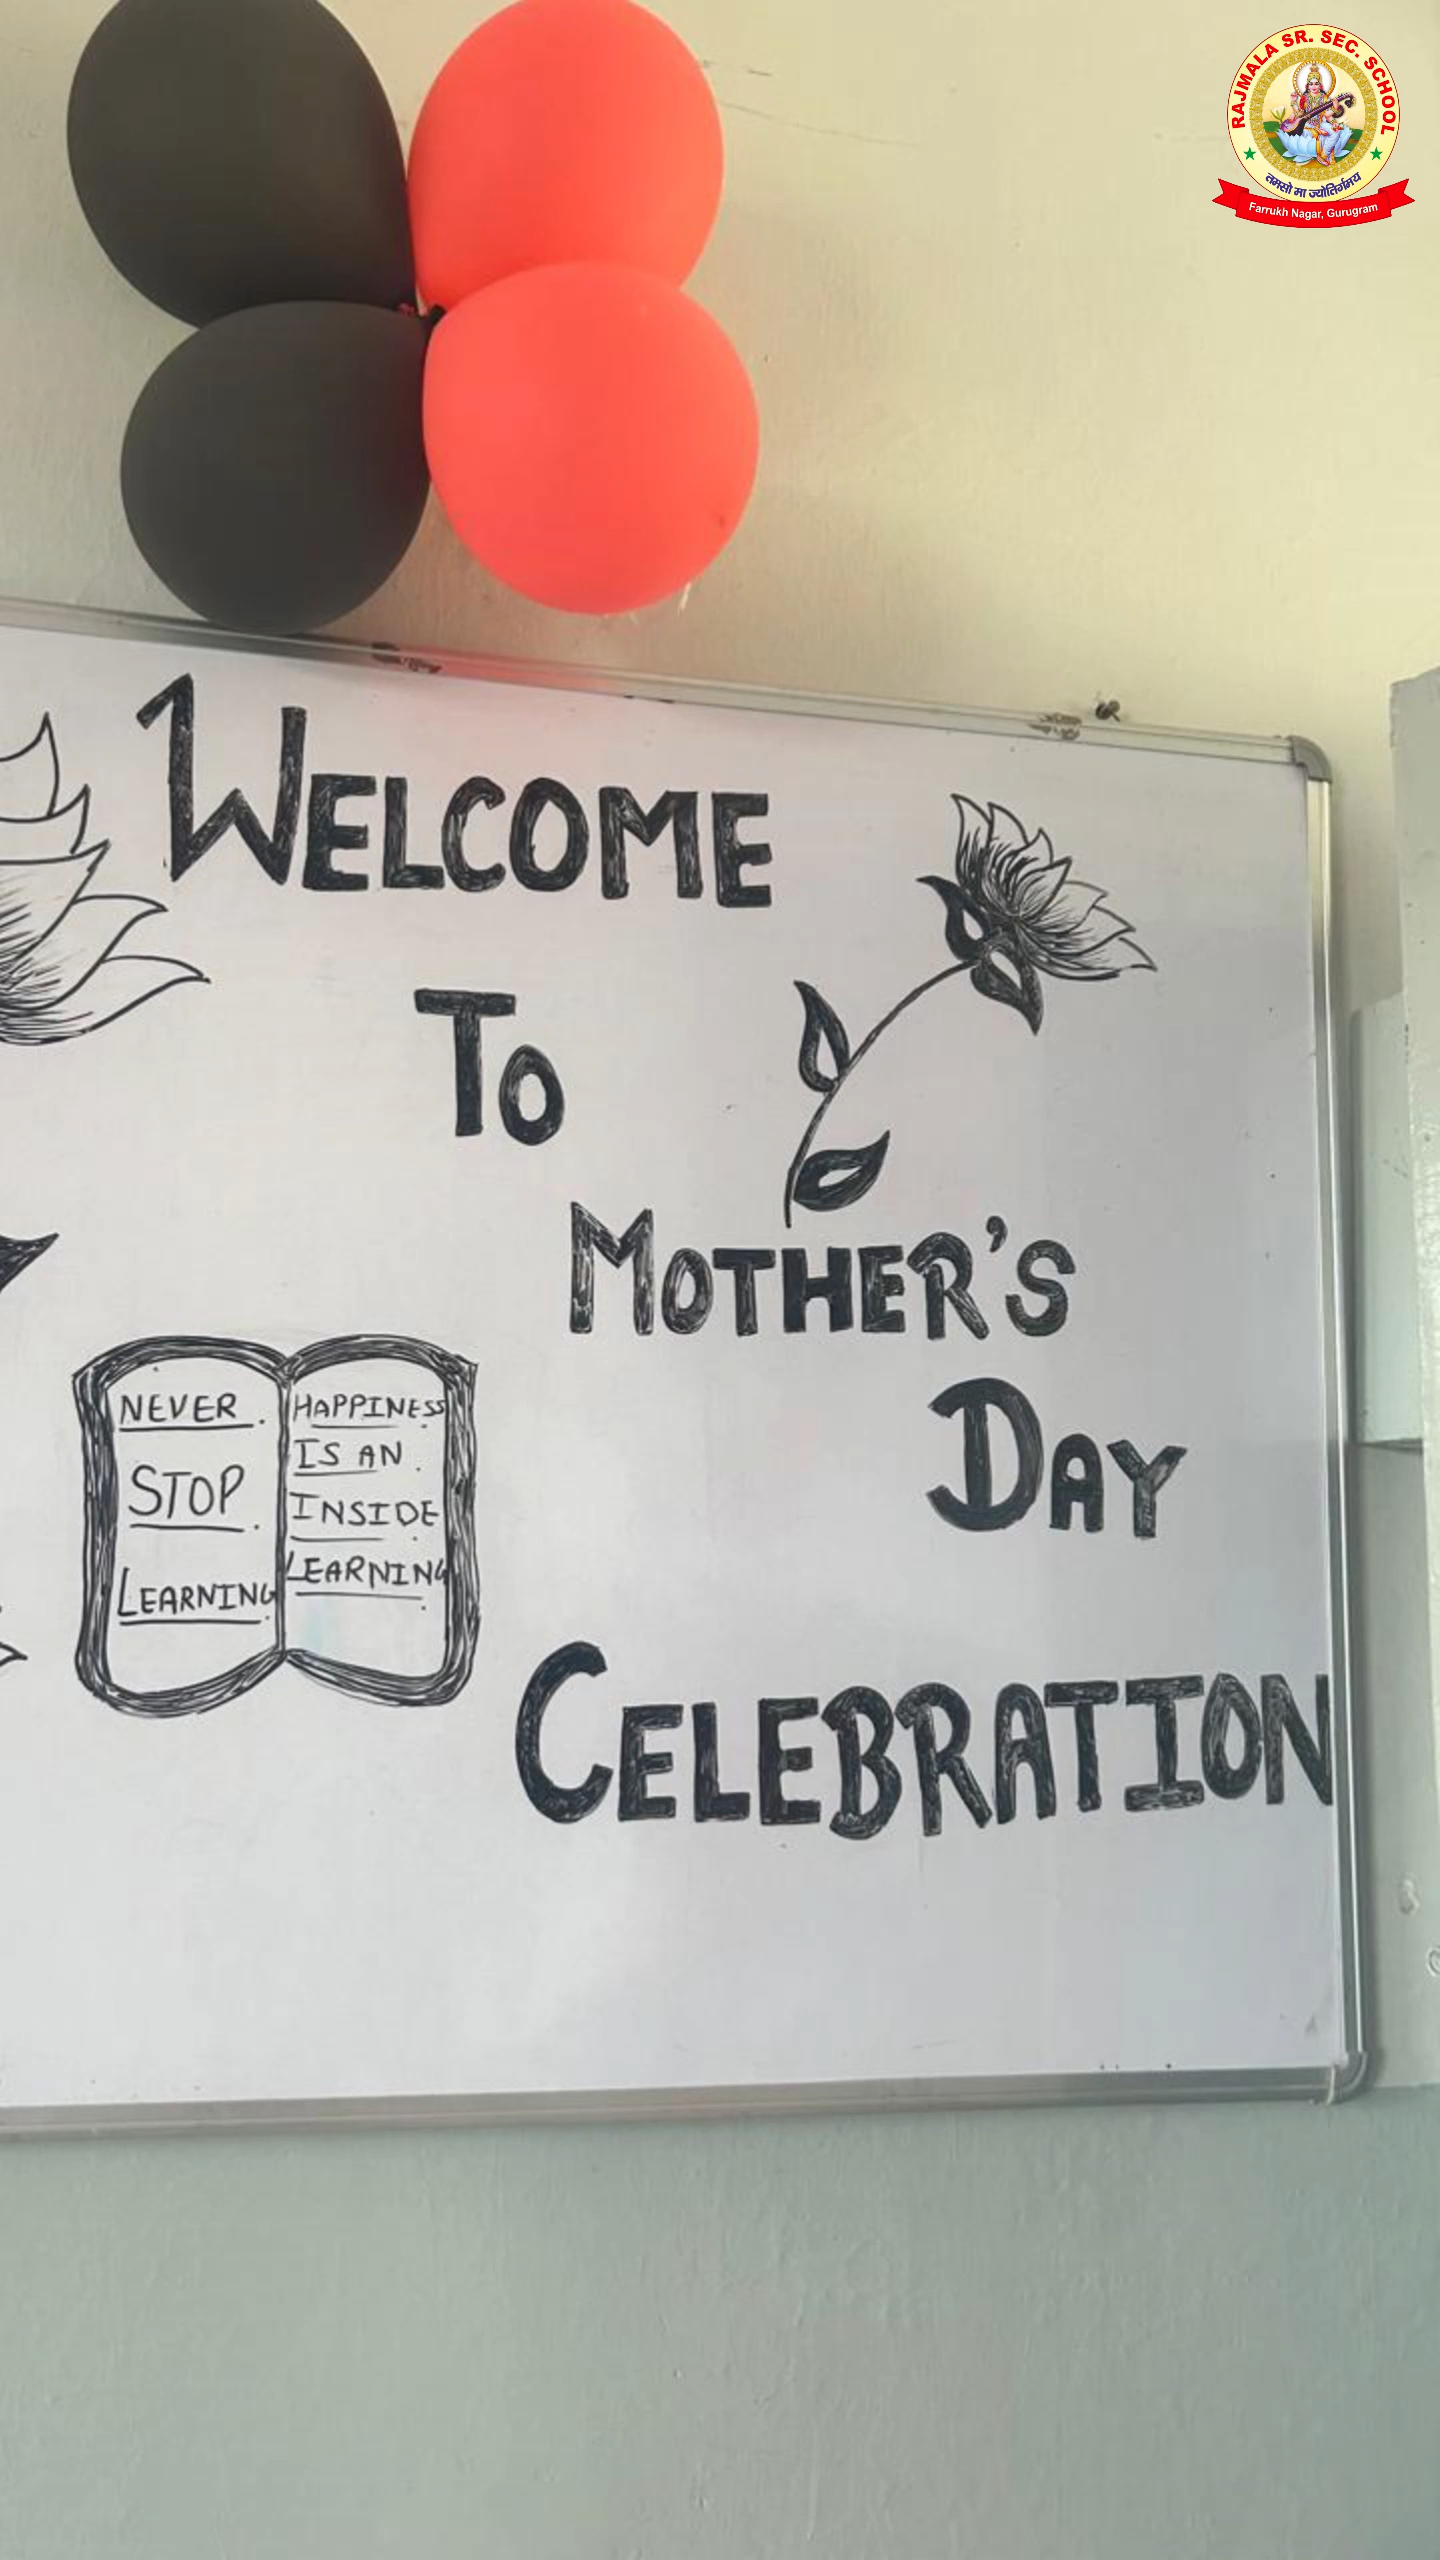 RAJMALA SR. SEC. SCHOOL
तमसो मा ज्योतिर्गमय
Farrukh Nagar, Gurugram
WELCOME
TO
MOTHER'S
DAY
CELEBRATION
NEVER
STOP
LEARNING
HAPPINESS
IS AN
INSIDE
LEARNING